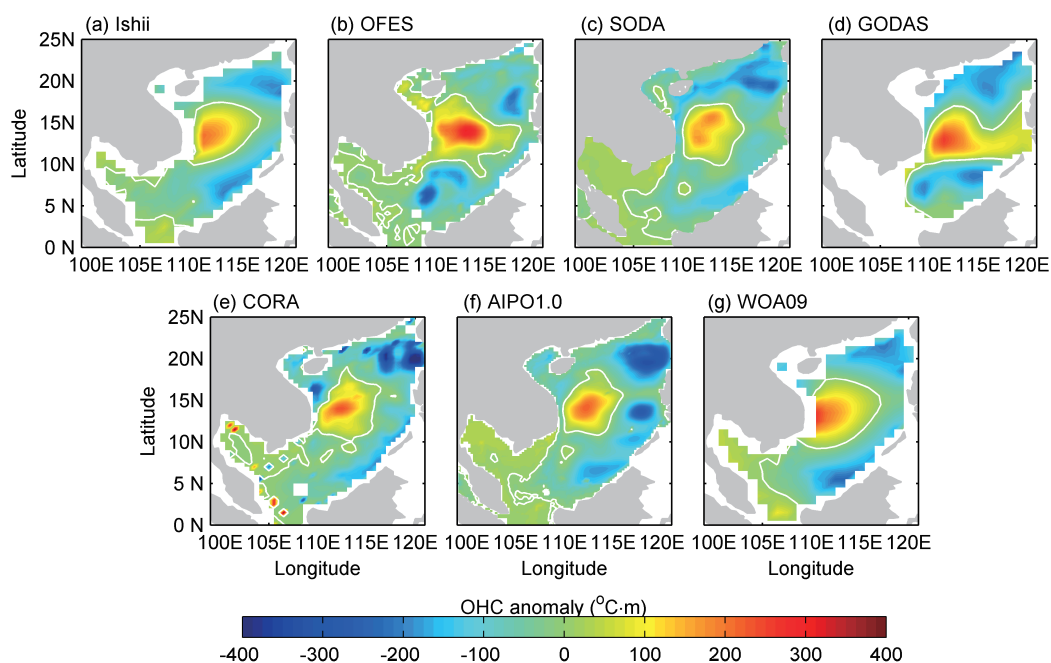 (a) Ishii (b) OFES (c) SODA (d) GODAS
25N
20N
15N
10N
5 N
0 N
Latitude
100E 105E 110E 115E 120E 100E 105E 110E 115E 120E 100E 105E 110E 115E 120E 100E 105E 110E 115E 120E
(e) CORA (f) AIPO1.0 (g) WOA09
25N
20N
15N
10N
5 N
0 N
Latitude
100E 105E 110E 115E 120E 100E 105E 110E 115E 120E 100E 105E 110E 115E 120E
Longitude Longitude Longitude
OHC anomaly (°C·m)
-400 -300 -200 -100 0 100 200 300 400